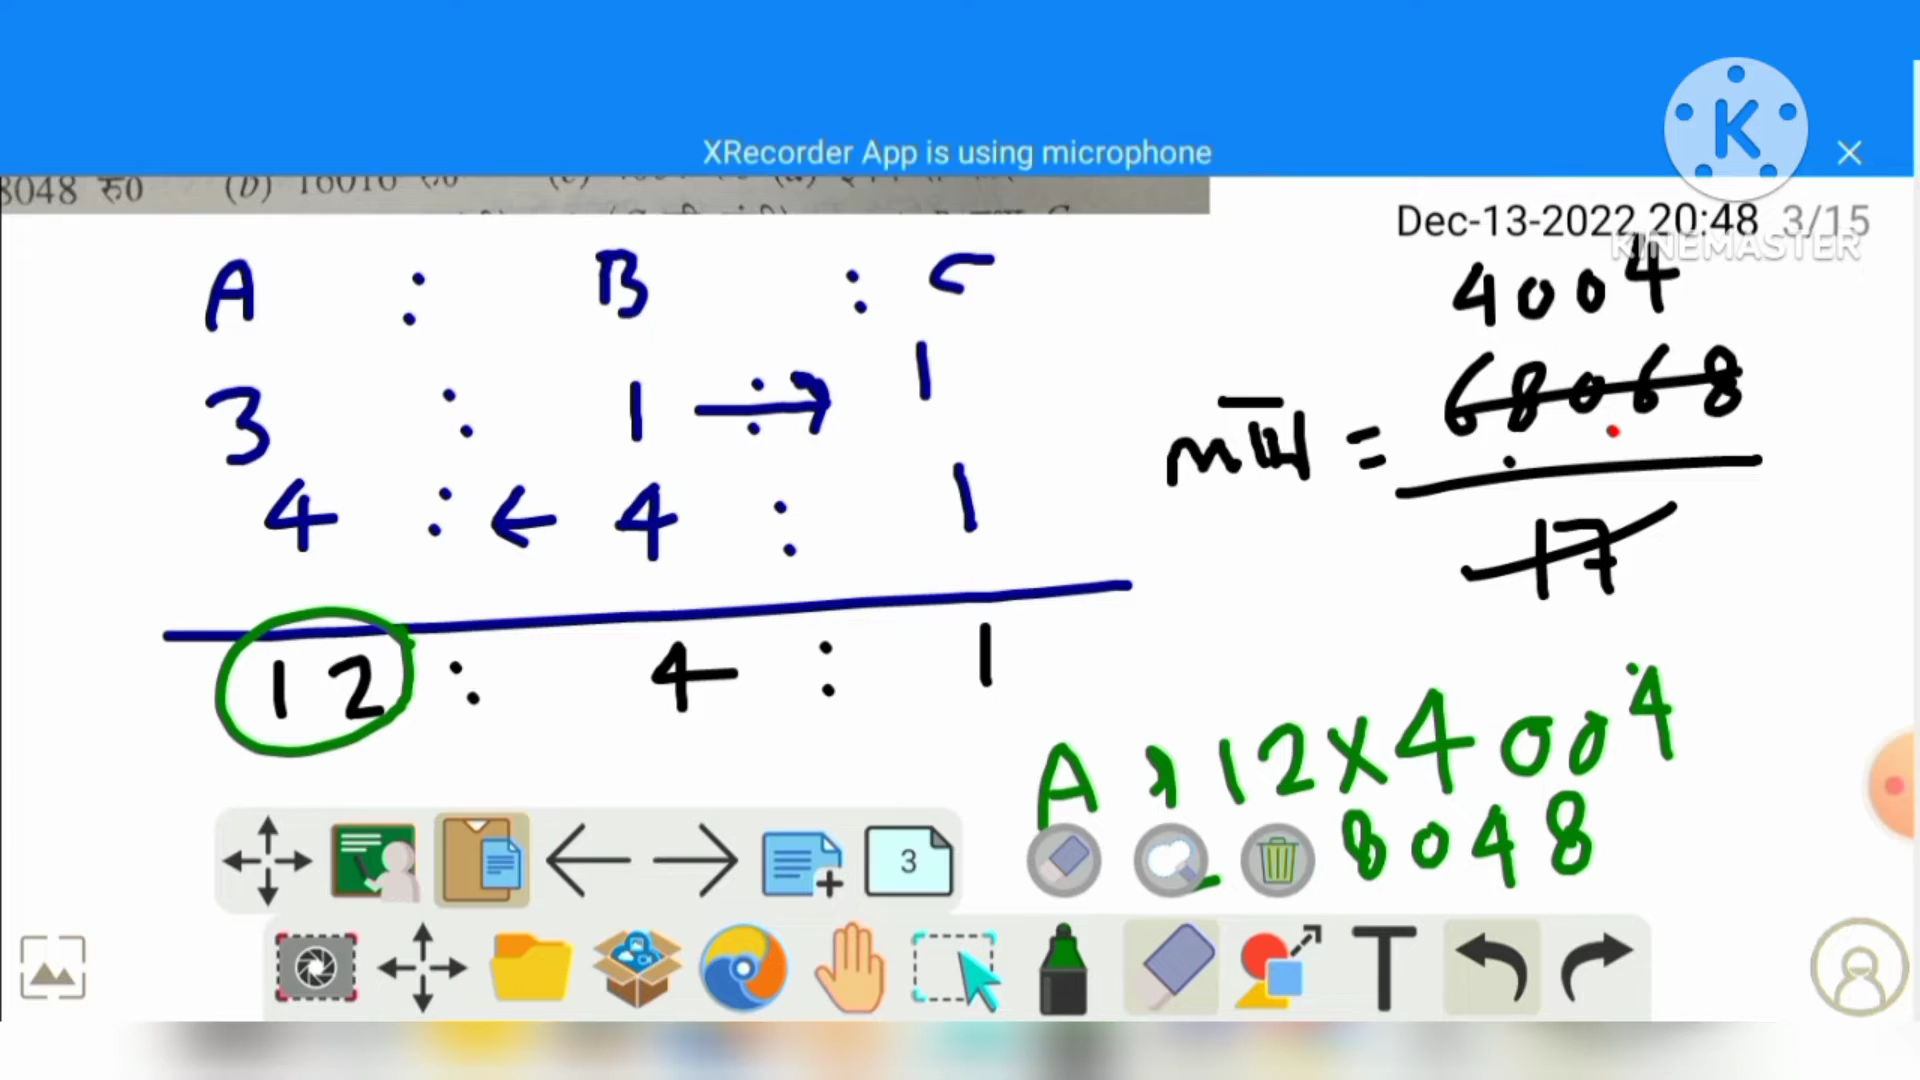 XRecorder App is using microphone
K
8048 रु0 (b) 16016
Dec-13-2022 20:48 3/15
KINEMASTER
A : B : C
3 : 1 : 1
4 : 4 : 1
12 : 4 : 1
4004
= 68068
17
A 12 x 4004
8048
3
T